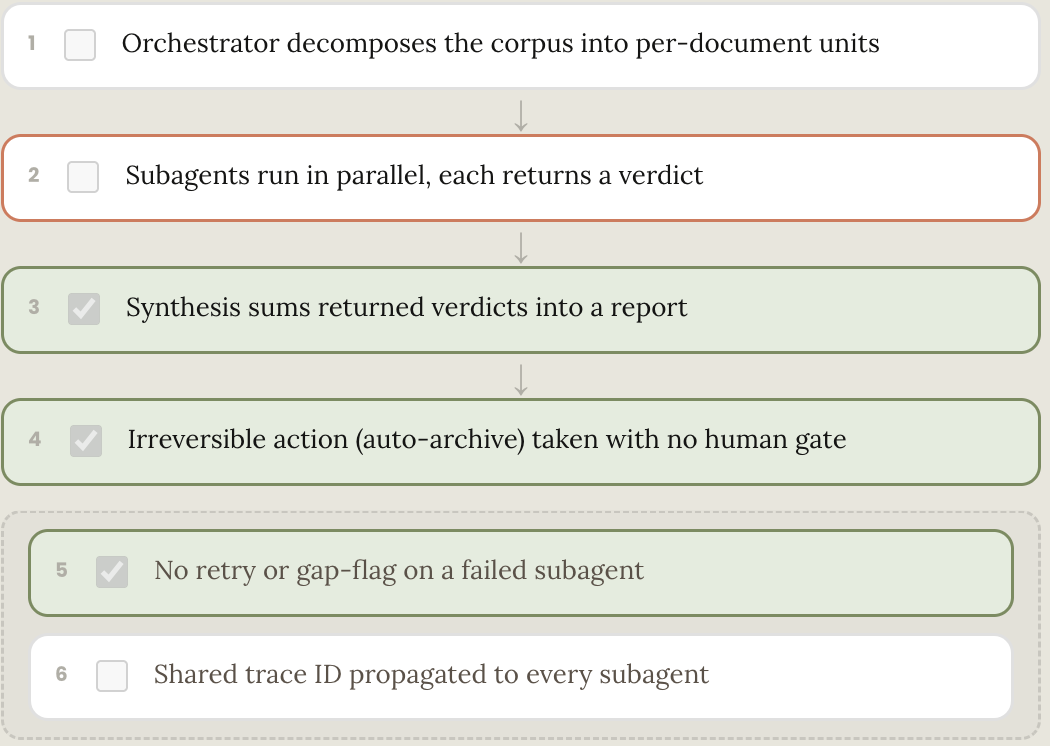 1 Orchestrator decomposes the corpus into per-document units
2 Subagents run in parallel, each returns a verdict
3 Synthesis sums returned verdicts into a report
4 Irreversible action (auto-archive) taken with no human gate
5 No retry or gap-flag on a failed subagent
6 Shared trace ID propagated to every subagent